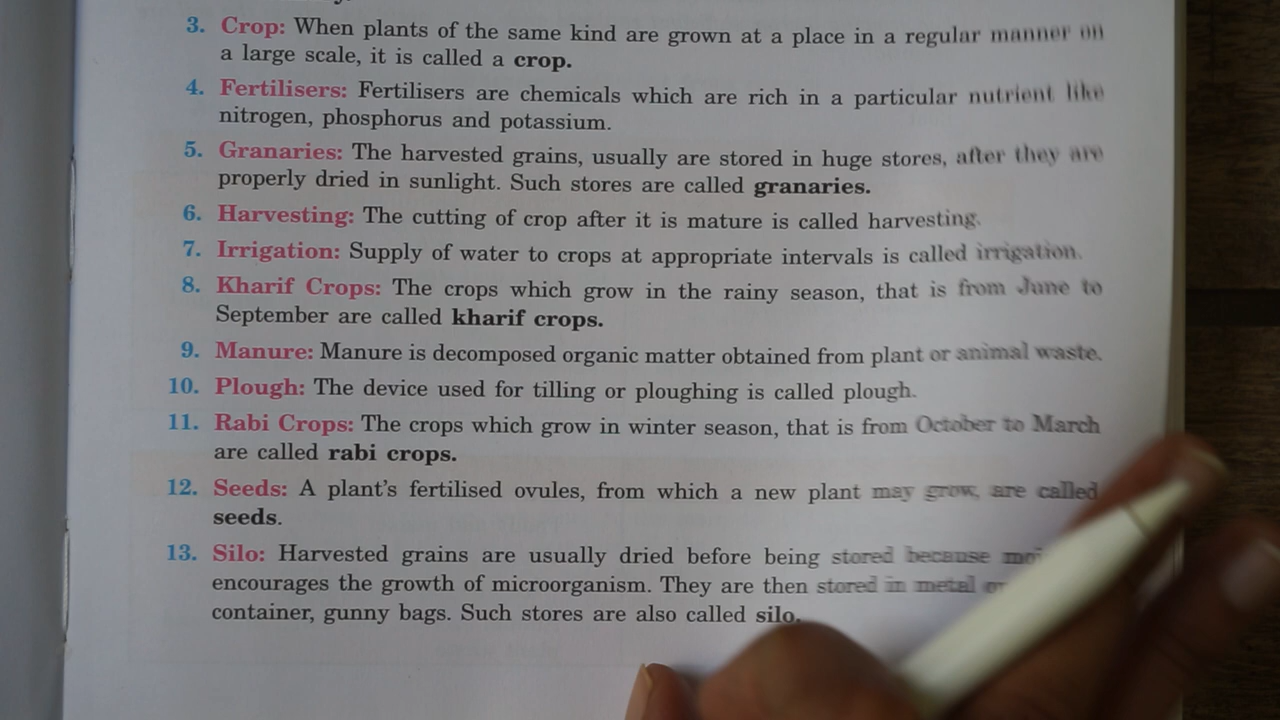 3. Crop: When plants of the same kind are grown at a place in a regular manner on
a large scale, it is called a crop.
4. Fertilisers: Fertilisers are chemicals which are rich in a particular nutrient like
nitrogen, phosphorus and potassium.
5. Granaries: The harvested grains, usually are stored in huge stores, after they are
properly dried in sunlight. Such stores are called granaries.
6. Harvesting: The cutting of crop after it is mature is called harvesting.
7. Irrigation: Supply of water to crops at appropriate intervals is called irrigation.
8. Kharif Crops: The crops which grow in the rainy season, that is from June to
September are called kharif crops.
9. Manure: Manure is decomposed organic matter obtained from plant or animal waste.
10. Plough: The device used for tilling or ploughing is called plough.
11. Rabi Crops: The crops which grow in winter season, that is from October to March
are called rabi crops.
12. Seeds: A plant's fertilised ovules, from which a new plant may grow, are called
seeds.
13. Silo: Harvested grains are usually dried before being stored because
encourages the growth of microorganism. They are then stored in metal
container, gunny bags. Such stores are also called silo.